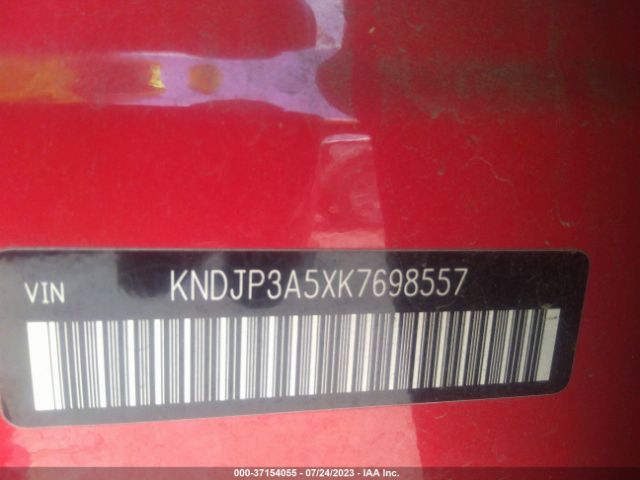 VIN KNDJP3A5XK7698557
000-37154055 - 07/24/2023 - IAA Inc.